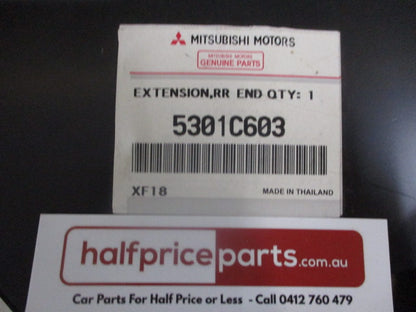 MITSUBISHI MOTORS
MITSUBISHI MOTORS
GENUINE PARTS
EXTENSION,RR END QTY: 1
5301C603
XF18 MADE IN THAILAND
halfpriceparts.com.au
Car Parts For Half Price or Less - Call 0412 760 479